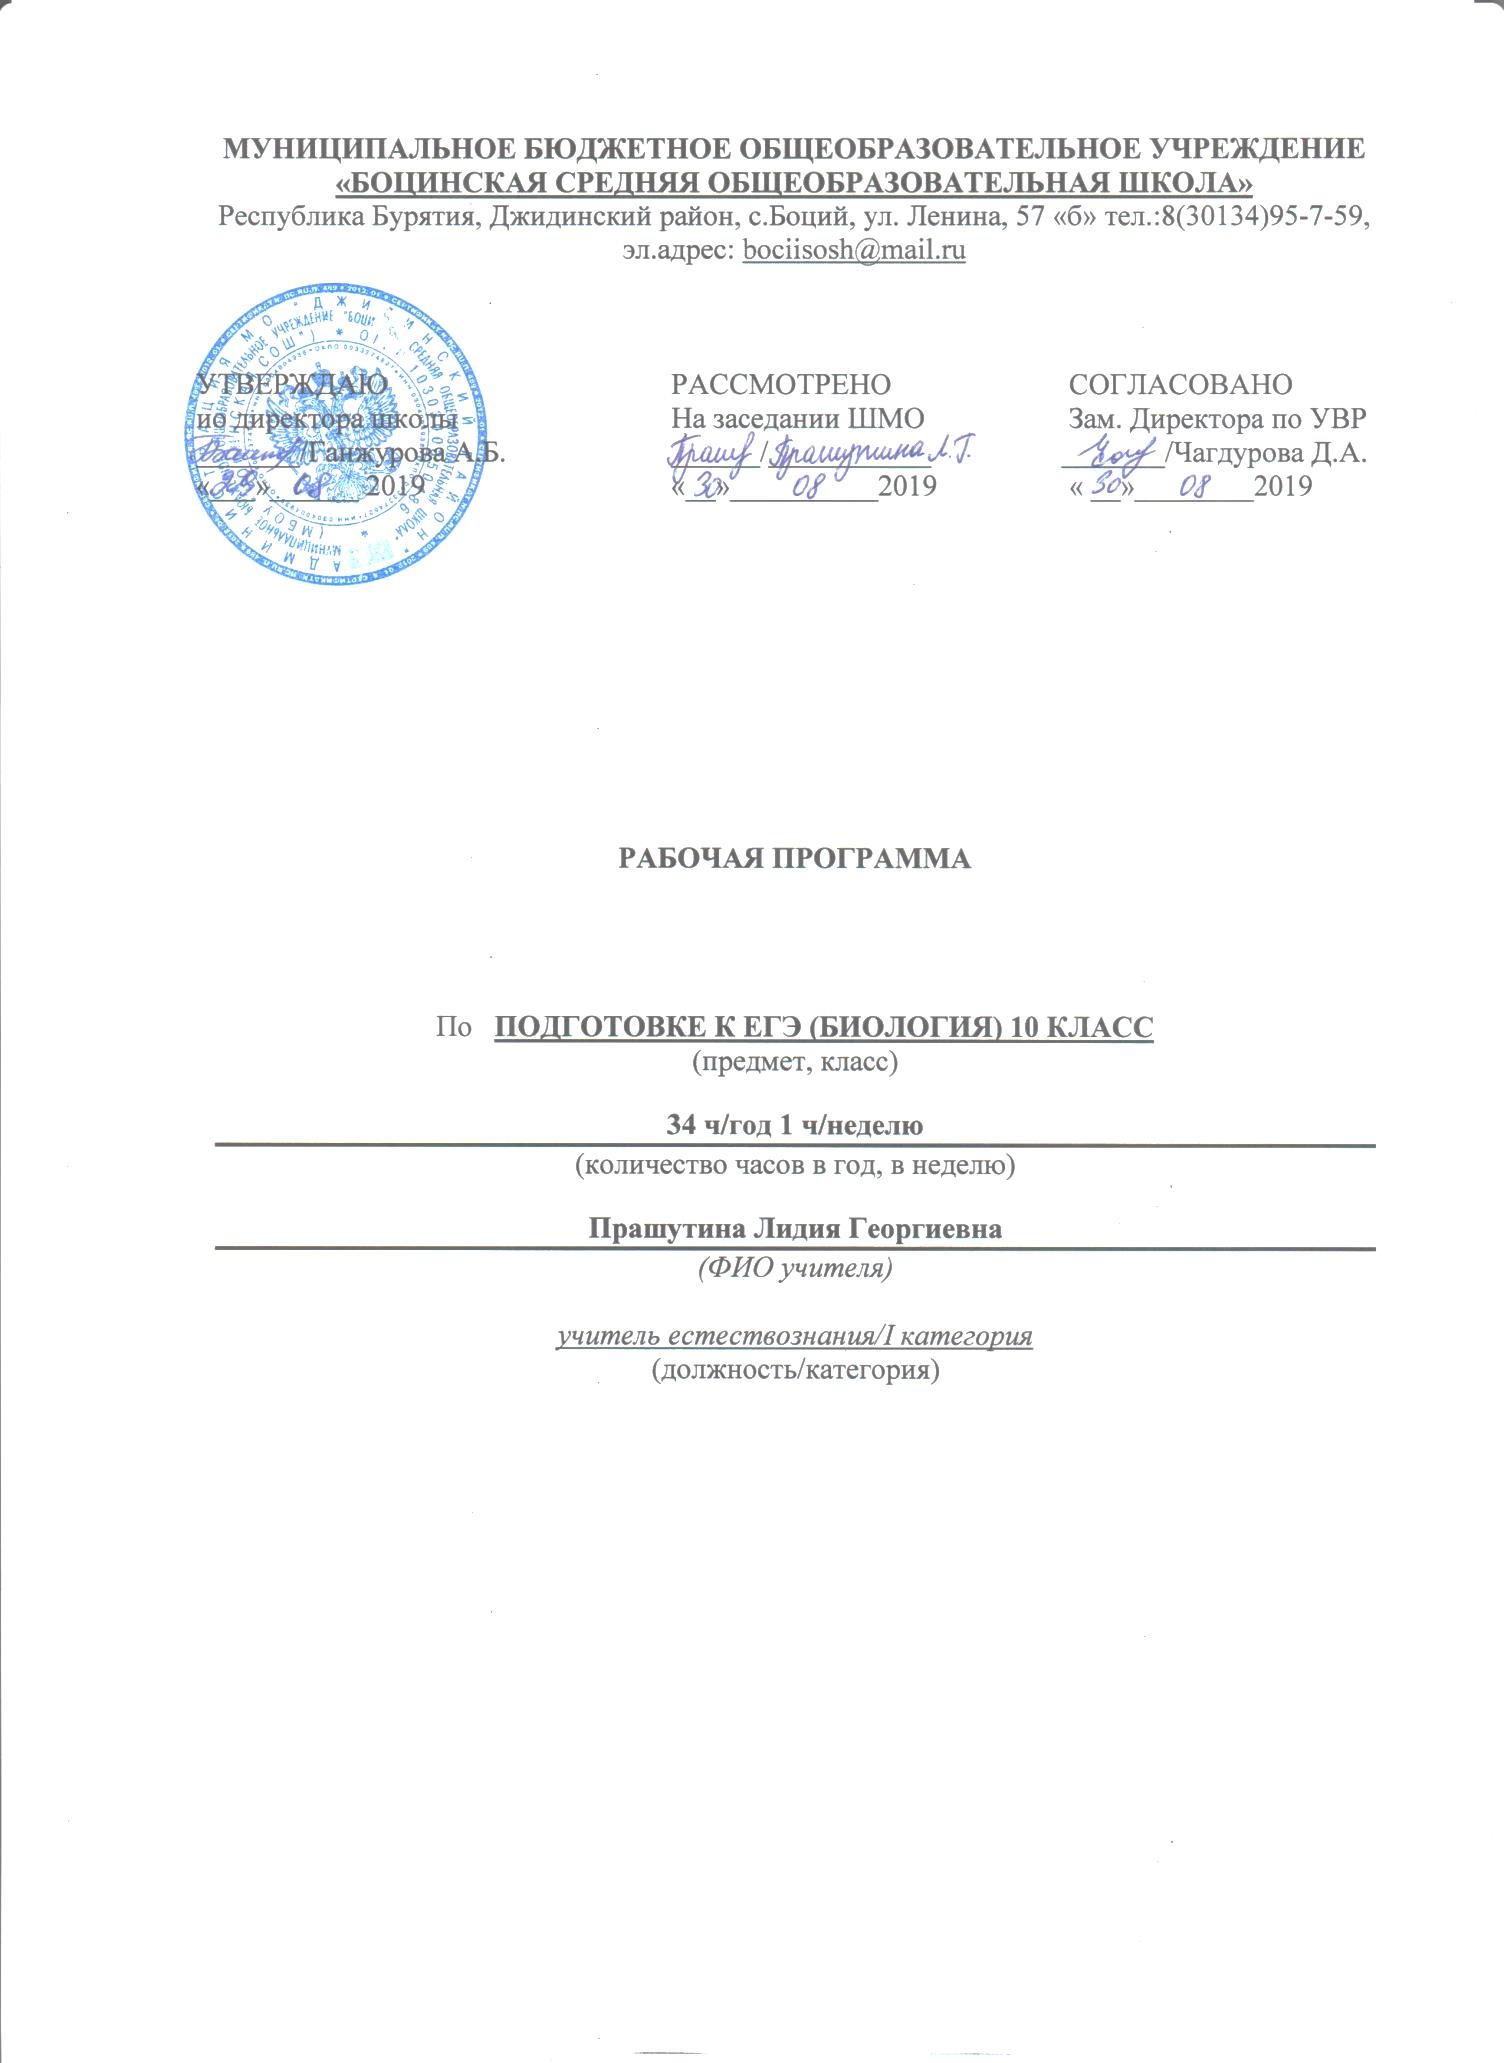 МУНИЦИПАЛЬНОЕ БЮДЖЕТНОЕ ОБЩЕОБРАЗОВАТЕЛЬНОЕ УЧРЕЖДЕНИЕ
«БОЦИНСКАЯ СРЕДНЯЯ ОБЩЕОБРАЗОВАТЕЛЬНАЯ ШКОЛА»
Республика Бурятия, Джидинский район, с.Боций, ул. Ленина, 57 «б» тел.:8(30134)95-7-59,
эл.адрес: bociisosh@mail.ru
УТВЕРЖДАЮ
ио директора школы
/Ганжурова А.Б.
« » 08 2019
РАССМОТРЕНО
На заседании ШМО
Праш / Прашутина Л.Г.
«30» 08 2019
СОГЛАСОВАНО
Зам. Директора по УВР
/Чагдурова Д.А.
«30» 08 2019
РАБОЧАЯ ПРОГРАММА
По ПОДГОТОВКЕ К ЕГЭ (БИОЛОГИЯ) 10 КЛАСС
(предмет, класс)
34 ч/год 1 ч/неделю
(количество часов в год, в неделю)
Прашутина Лидия Георгиевна
(ФИО учителя)
учитель естествознания/I категория
(должность/категория)